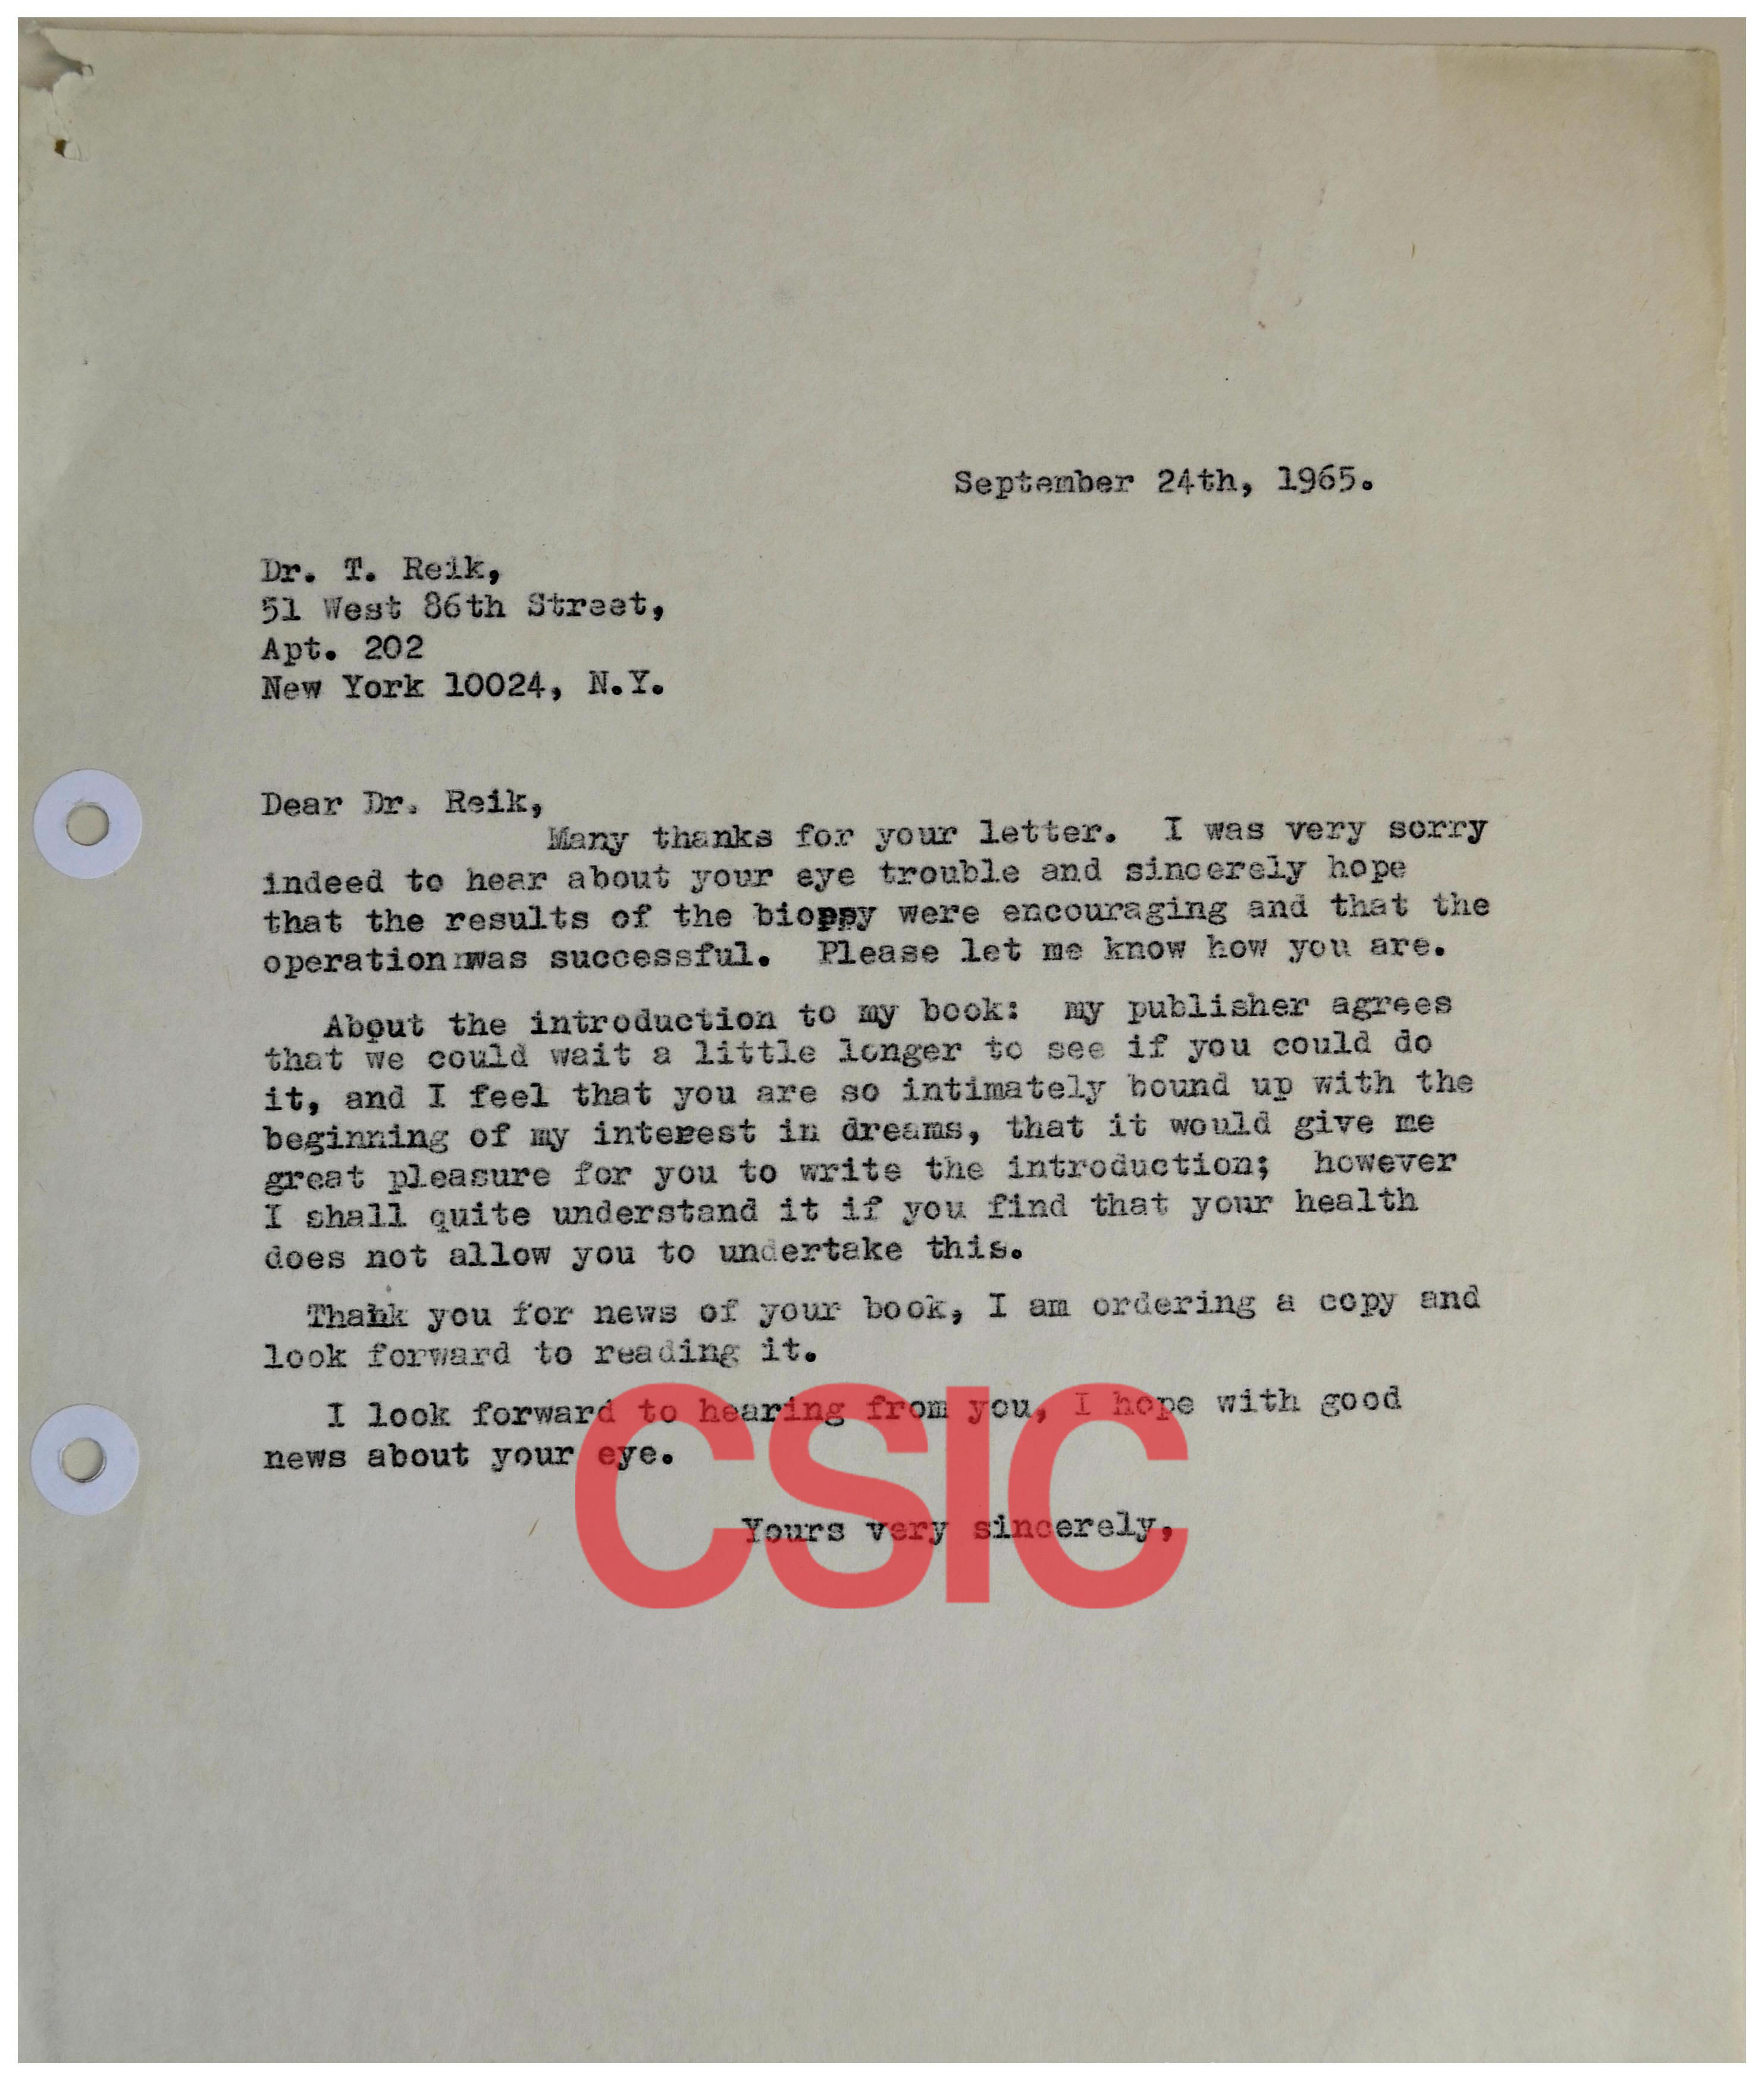 September 24th, 1965.
Dr. T. Reik,
51 West 86th Street,
Apt. 202
New York 10024, N.Y.
Dear Dr. Reik,
Many thanks for your letter. I was very sorry
indeed to hear about your eye trouble and sincerely hope
that the results of the biopsy were encouraging and that the
operation was successful. Please let me know how you are.
About the introduction to my book: my publisher agrees
that we could wait a little longer to see if you could do
it, and I feel that you are so intimately bound up with the
beginning of my interest in dreams, that it would give me
great pleasure for you to write the introduction; however
I shall quite understand it if you find that your health
does not allow you to undertake this.
Thank you for news of your book, I am ordering a copy and
look forward to reading it.
I look forward to hearing from you, I hope with good
news about your eye.
Yours very sincerely,
CSIC